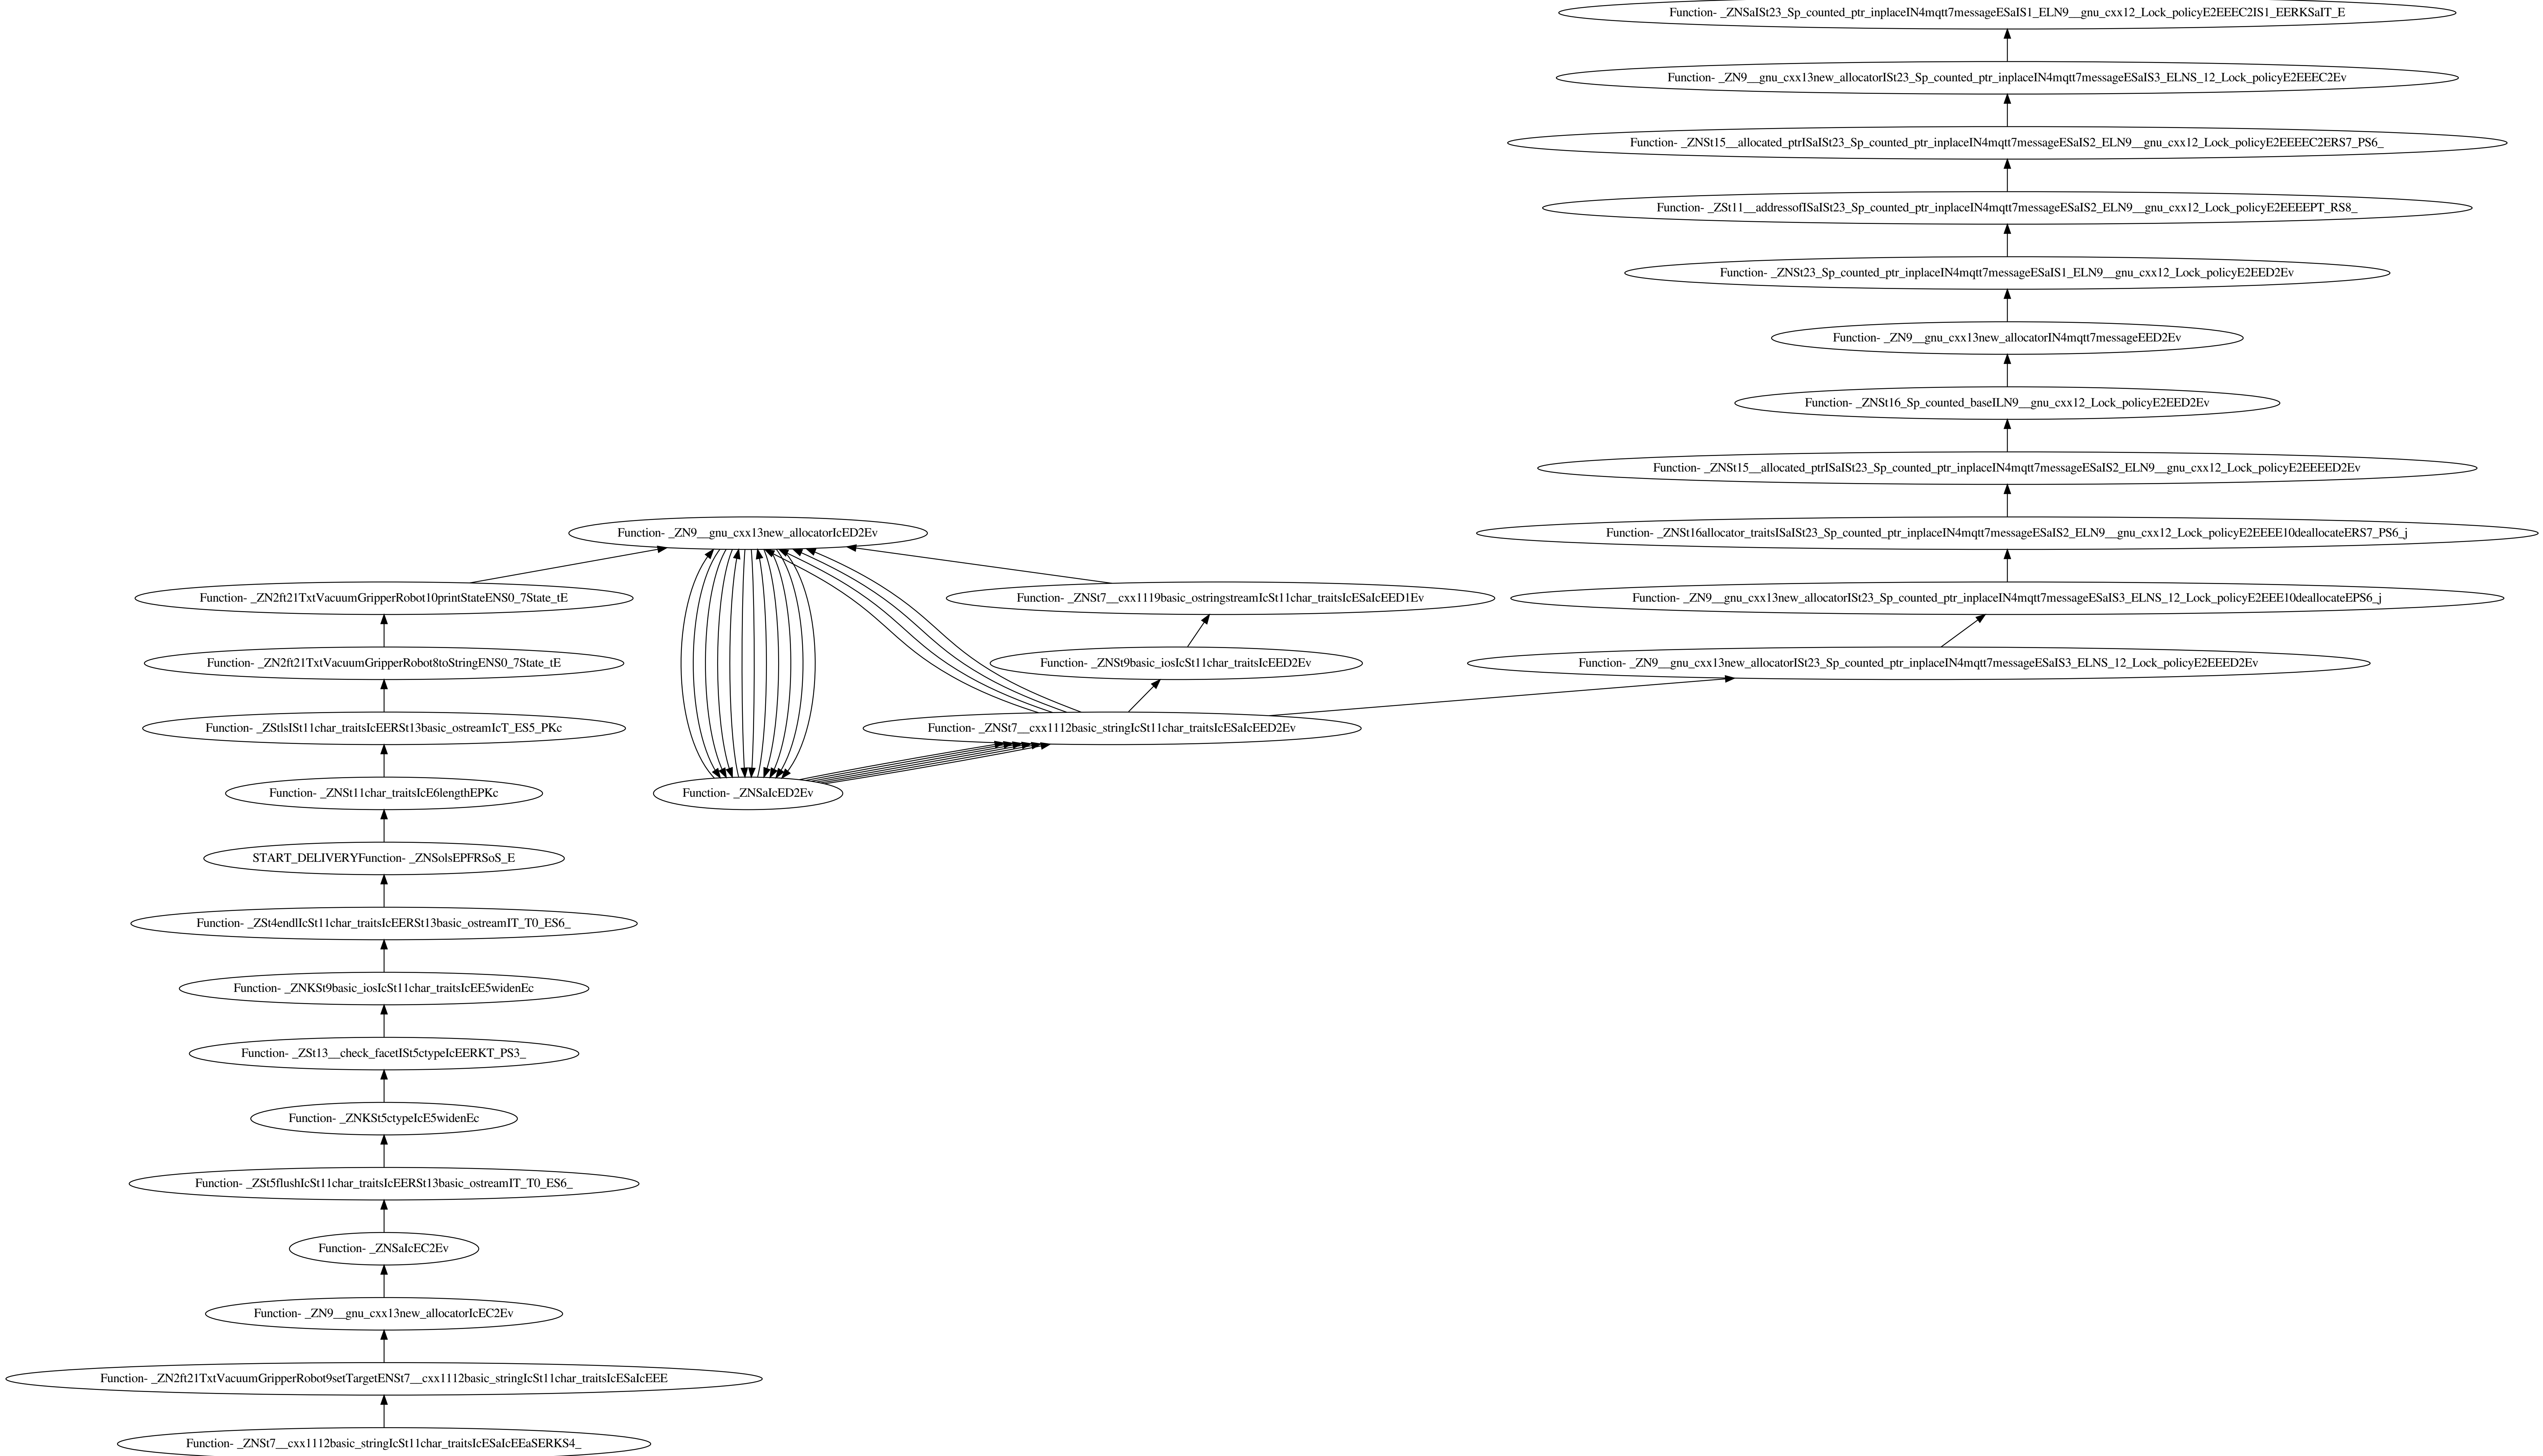 Function- _ZNSaISt23_Sp_counted_ptr_inplaceIN4mqtt7messageESaIS1_ELN9__gnu_cxx12_Lock_policyE2EEEC2IS1_EERKSaIT_E
Function- _ZN9__gnu_cxx13new_allocatorISt23_Sp_counted_ptr_inplaceIN4mqtt7messageESaIS3_ELNS_12_Lock_policyE2EEEC2Ev
Function- _ZNSt15__allocated_ptrISaISt23_Sp_counted_ptr_inplaceIN4mqtt7messageESaIS2_ELN9__gnu_cxx12_Lock_policyE2EEEEC2ERS7_PS6_
Function- _ZSt11__addressofISaISt23_Sp_counted_ptr_inplaceIN4mqtt7messageESaIS2_ELN9__gnu_cxx12_Lock_policyE2EEEEPT_RS8_
Function- _ZNSt23_Sp_counted_ptr_inplaceIN4mqtt7messageESaIS1_ELN9__gnu_cxx12_Lock_policyE2EED2Ev
Function- _ZN9__gnu_cxx13new_allocatorIN4mqtt7messageEED2Ev
Function- _ZNSt16_Sp_counted_baseILN9__gnu_cxx12_Lock_policyE2EED2Ev
Function- _ZNSt15__allocated_ptrISaISt23_Sp_counted_ptr_inplaceIN4mqtt7messageESaIS2_ELN9__gnu_cxx12_Lock_policyE2EEEED2Ev
Function- _ZN9__gnu_cxx13new_allocatorIcED2Ev
Function- _ZNSt16allocator_traitsISaISt23_Sp_counted_ptr_inplaceIN4mqtt7messageESaIS2_ELN9__gnu_cxx12_Lock_policyE2EEEE10deallocateERS7_PS6_j
Function- _ZN2ft21TxtVacuumGripperRobot10printStateENS0_7State_tE
Function- _ZNSt7__cxx1119basic_ostringstreamIcSt11char_traitsIcESaIcEED1Ev
Function- _ZN9__gnu_cxx13new_allocatorISt23_Sp_counted_ptr_inplaceIN4mqtt7messageESaIS3_ELNS_12_Lock_policyE2EEE10deallocateEPS6_j
Function- _ZN2ft21TxtVacuumGripperRobot8toStringENS0_7State_tE
Function- _ZNSt9basic_iosIcSt11char_traitsIcEED2Ev
Function- _ZN9__gnu_cxx13new_allocatorISt23_Sp_counted_ptr_inplaceIN4mqtt7messageESaIS3_ELNS_12_Lock_policyE2EEED2Ev
Function- _ZStlsISt11char_traitsIcEERSt13basic_ostreamIcT_ES5_PKc
Function- _ZNSt7__cxx1112basic_stringIcSt11char_traitsIcESaIcEED2Ev
Function- _ZNSt11char_traitsIcE6lengthEPKc
Function- _ZNSaIcED2Ev
START_DELIVERYFunction- _ZNSolsEPFRSoS_E
Function- _ZSt4endlIcSt11char_traitsIcEERSt13basic_ostreamIT_T0_ES6_
Function- _ZNKSt9basic_iosIcSt11char_traitsIcEE5widenEc
Function- _ZSt13__check_facetISt5ctypeIcEERKT_PS3_
Function- _ZNKSt5ctypeIcE5widenEc
Function- _ZSt5flushIcSt11char_traitsIcEERSt13basic_ostreamIT_T0_ES6_
Function- _ZNSaIcEC2Ev
Function- _ZN9__gnu_cxx13new_allocatorIcEC2Ev
Function- _ZN2ft21TxtVacuumGripperRobot9setTargetENSt7__cxx1112basic_stringIcSt11char_traitsIcESaIcEEE
Function- _ZNSt7__cxx1112basic_stringIcSt11char_traitsIcESaIcEEaSERKS4_